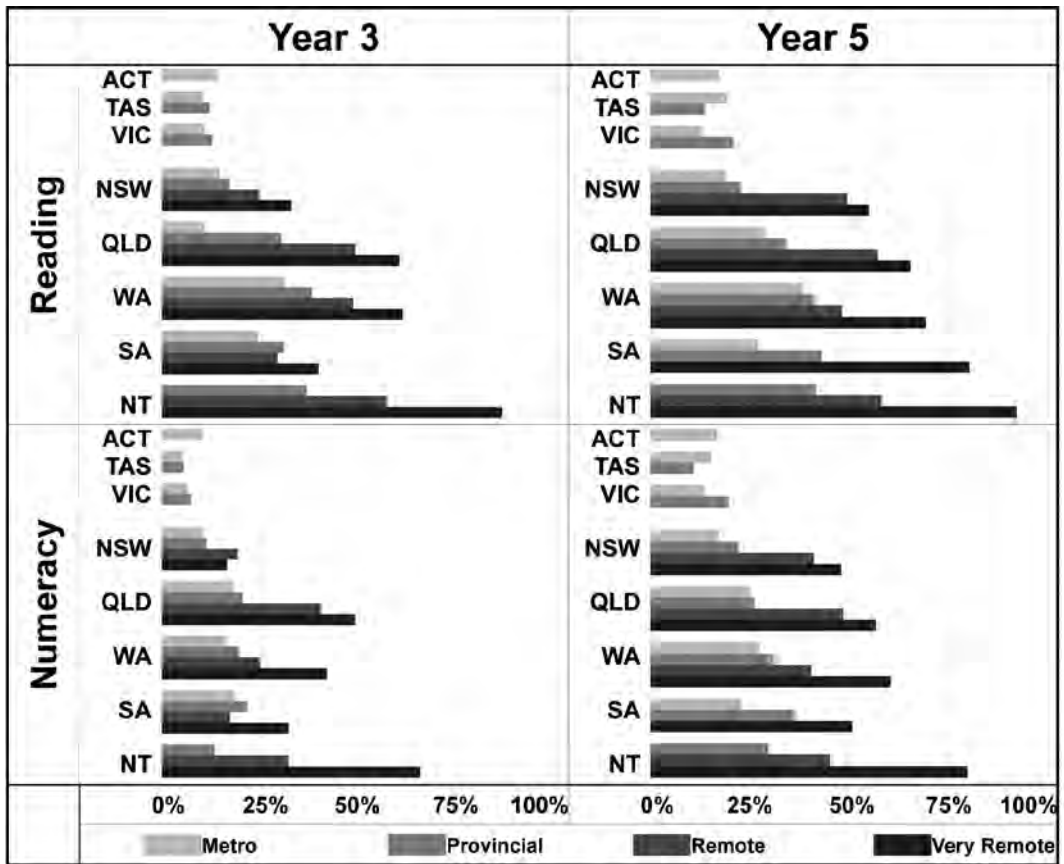 Year 3 Year 5
Reading
ACT ACT
TAS TAS
VIC VIC
NSW NSW
QLD QLD
WA WA
SA SA
NT NT
Numeracy
ACT ACT
TAS TAS
VIC VIC
NSW NSW
QLD QLD
WA WA
SA SA
NT NT
0% 25% 50% 75% 100% 0% 25% 50% 75% 100%
Metro Provincial Remote Very Remote